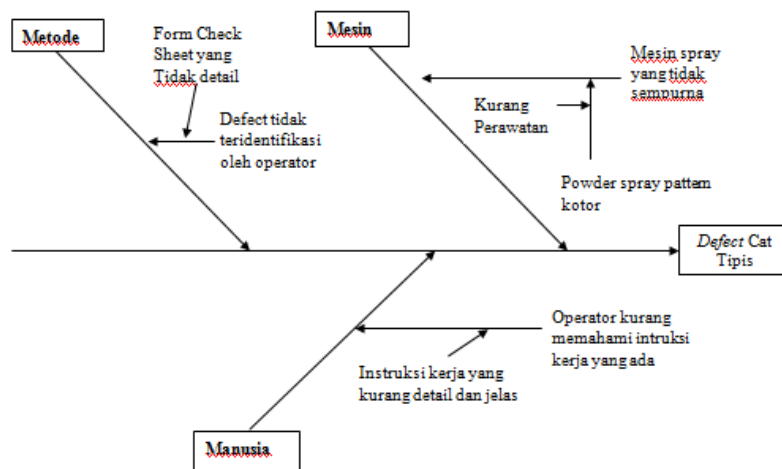 Metode
Form Check
Sheet yang
Tidak detail
Defect tidak
teridentifikasi
oleh operator
Mesin
Mesin spray
yang tidak
sempurna
Kurang
Perawatan
Powder spray pattern
kotor
Defect Cat
Tipis
Operator kurang
memahami intruksi
kerja yang ada
Instruksi kerja yang
kurang detail dan jelas
Manusia